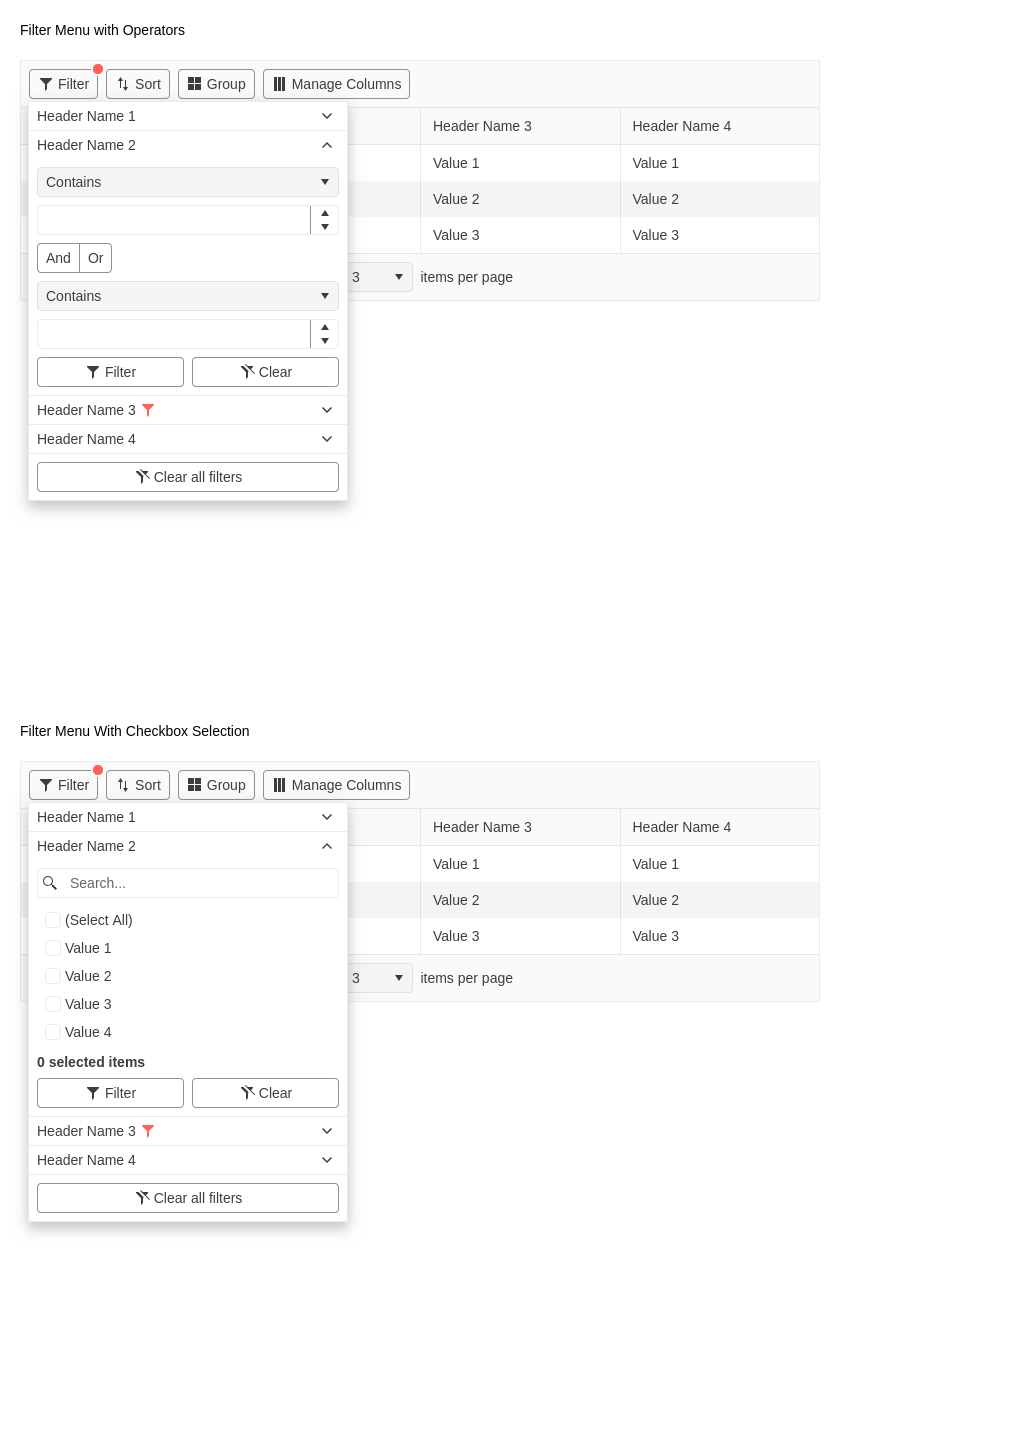 Filter Menu with Operators
Filter Sort Group Manage Columns
Header Name 1
Header Name 3 Header Name 4
Header Name 2
Value 1 Value 1
Contains
Value 2 Value 2
Value 3 Value 3
And Or
3 items per page
Contains
Filter Clear
Header Name 3
Header Name 4
Clear all filters
Filter Menu With Checkbox Selection
Filter Sort Group Manage Columns
Header Name 1
Header Name 3 Header Name 4
Header Name 2
Value 1 Value 1
Search...
Value 2 Value 2
(Select All)
Value 3 Value 3
Value 1
Value 2
3 items per page
Value 3
Value 4
0 selected items
Filter Clear
Header Name 3
Header Name 4
Clear all filters